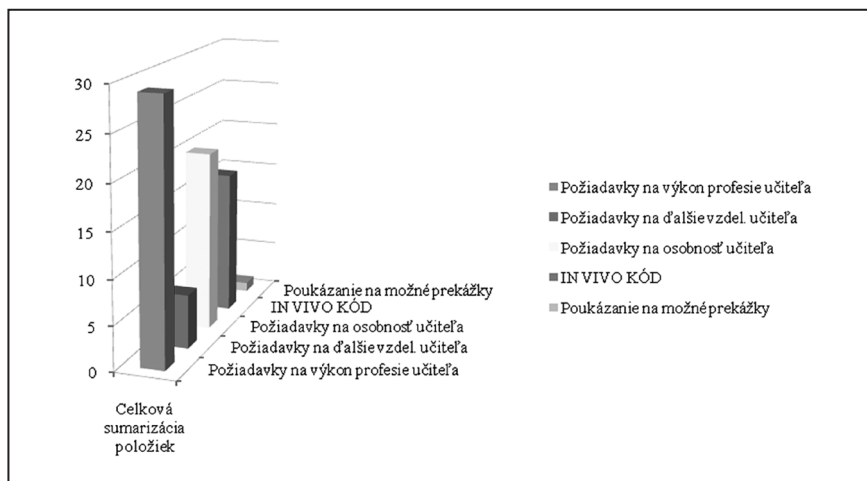 30
25
20
15
10
5
0
Poukázanie na možné prekážky
IN VIVO KÓD
Požiadavky na osobnosť učiteľa
Požiadavky na ďalšie vzdel. učiteľa
Požiadavky na výkon profesie učiteľa
Celková
sumarizácia
položiek
Požiadavky na výkon profesie učiteľa
Požiadavky na ďalšie vzdel. učiteľa
Požiadavky na osobnosť učiteľa
IN VIVO KÓD
Poukázanie na možné prekážky